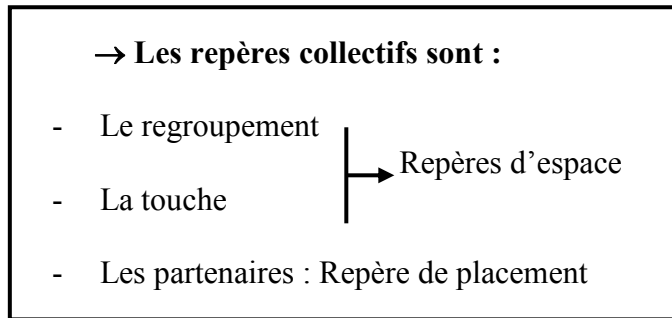 → Les repères collectifs sont :
- Le regroupement
Repères d’espace
- La touche
- Les partenaires : Repère de placement